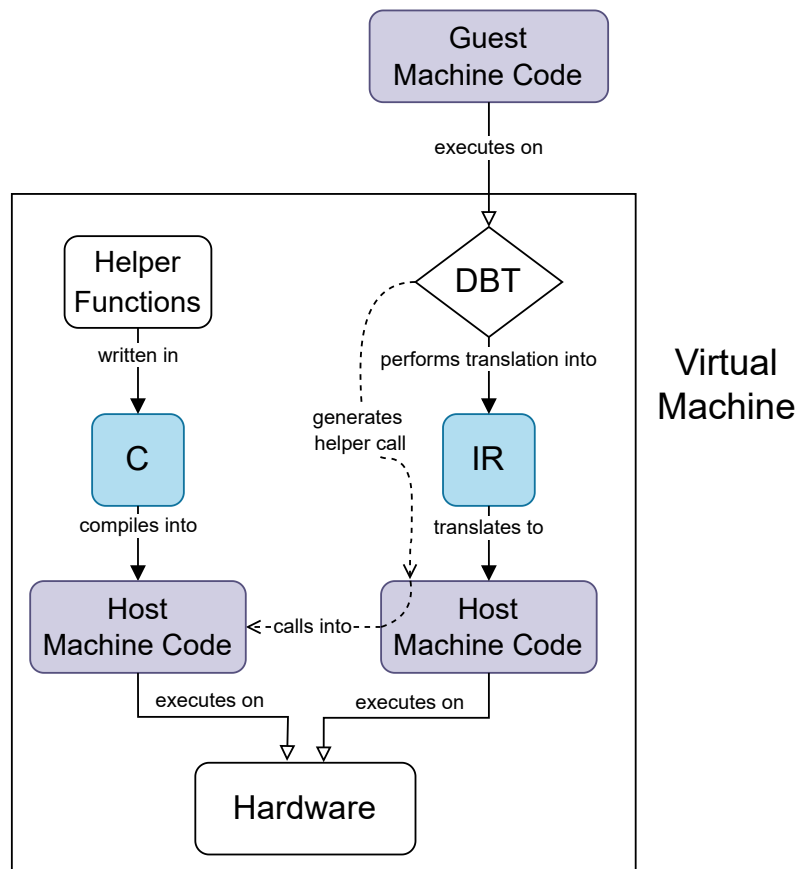 Guest
Machine Code
executes on
Helper
Functions
DBT
written in
performs translation into
Virtual
Machine
generates
helper call
C
IR
compiles into
translates to
Host
Machine Code
calls into
Host
Machine Code
executes on
executes on
Hardware